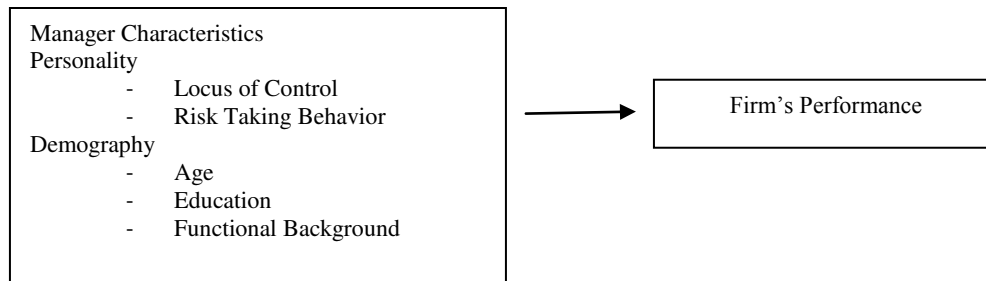 Manager Characteristics
Personality
- Locus of Control
- Risk Taking Behavior
Demography
- Age
- Education
- Functional Background
Firm's Performance